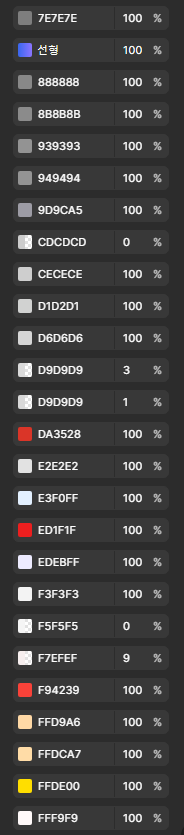 7E7E7E 100 %
선형 100 %
888888 100 %
8B8B8B 100 %
939393 100 %
949494 100 %
9D9CA5 100 %
CDCDCD 0 %
CECECE 100 %
D1D2D1 100 %
D6D6D6 100 %
D9D9D9 3 %
D9D9D9 1 %
DA3528 100 %
E2E2E2 100 %
E3F0FF 100 %
ED1F1F 100 %
EDEBFF 100 %
F3F3F3 100 %
F5F5F5 0 %
F7EFEF 9 %
F94239 100 %
FFD9A6 100 %
FFDCA7 100 %
FFDE00 100 %
FFF9F9 100 %